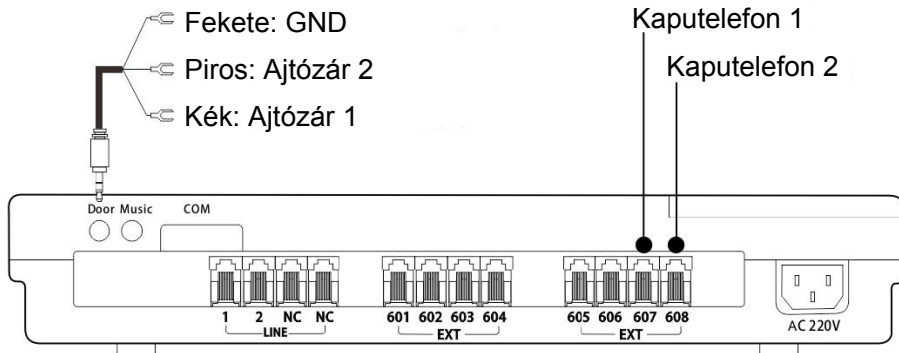 Fekete: GND
Piros: Ajtózár 2
Kék: Ajtózár 1
Kaputelefon 1
Kaputelefon 2
Door Music COM
1 2 NC NC
LINE
601 602 603 604
EXT
605 606 607 608
EXT
AC 220V